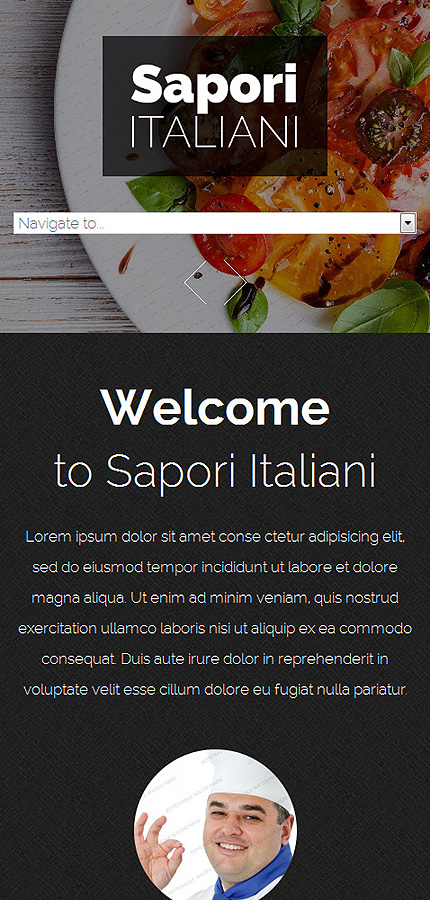 Sapori
ITALIANI
Navigate to...
Welcome
to Sapori Italiani
Lorem ipsum dolor sit amet conse ctetur adipisicing elit,
sed do eiusmod tempor incididunt ut labore et dolore
magna aliqua. Ut enim ad minim veniam, quis nostrud
exercitation ullamco laboris nisi ut aliquip ex ea commodo
consequat. Duis aute irure dolor in reprehenderit in
voluptate velit esse cillum dolore eu fugiat nulla pariatur.